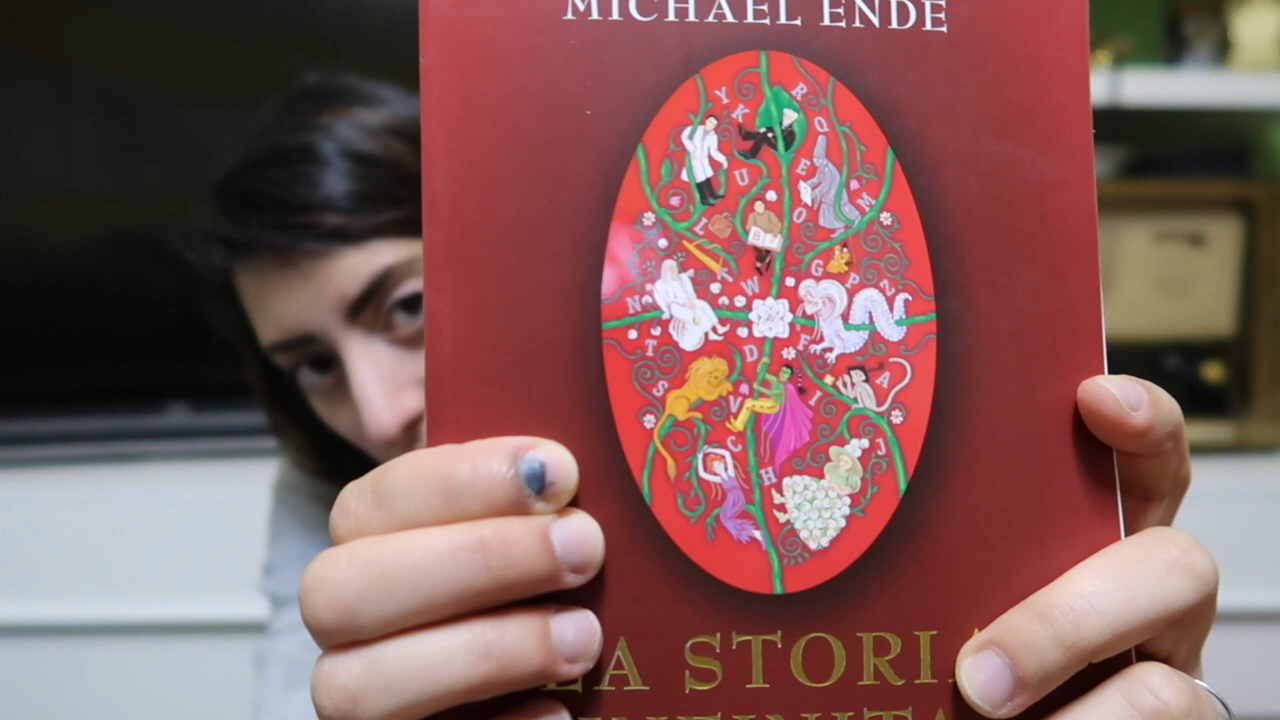 MICHAEL ENDE
Y R
K Q
U E
M
L O
G P Z
N W
T D F
S A
V I
C J
H
LA STORIA
INFINITA